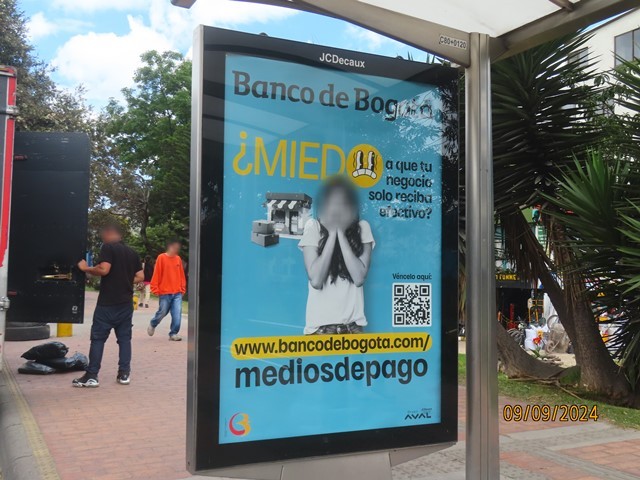 C80+0120
JCDecaux
Banco de Bogotá
¿MIEDO a que tu
negocio
solo reciba
efectivo?
Véncelo aquí:
www.bancodebogota.com/
mediosdepago
AVAL
09/09/2024